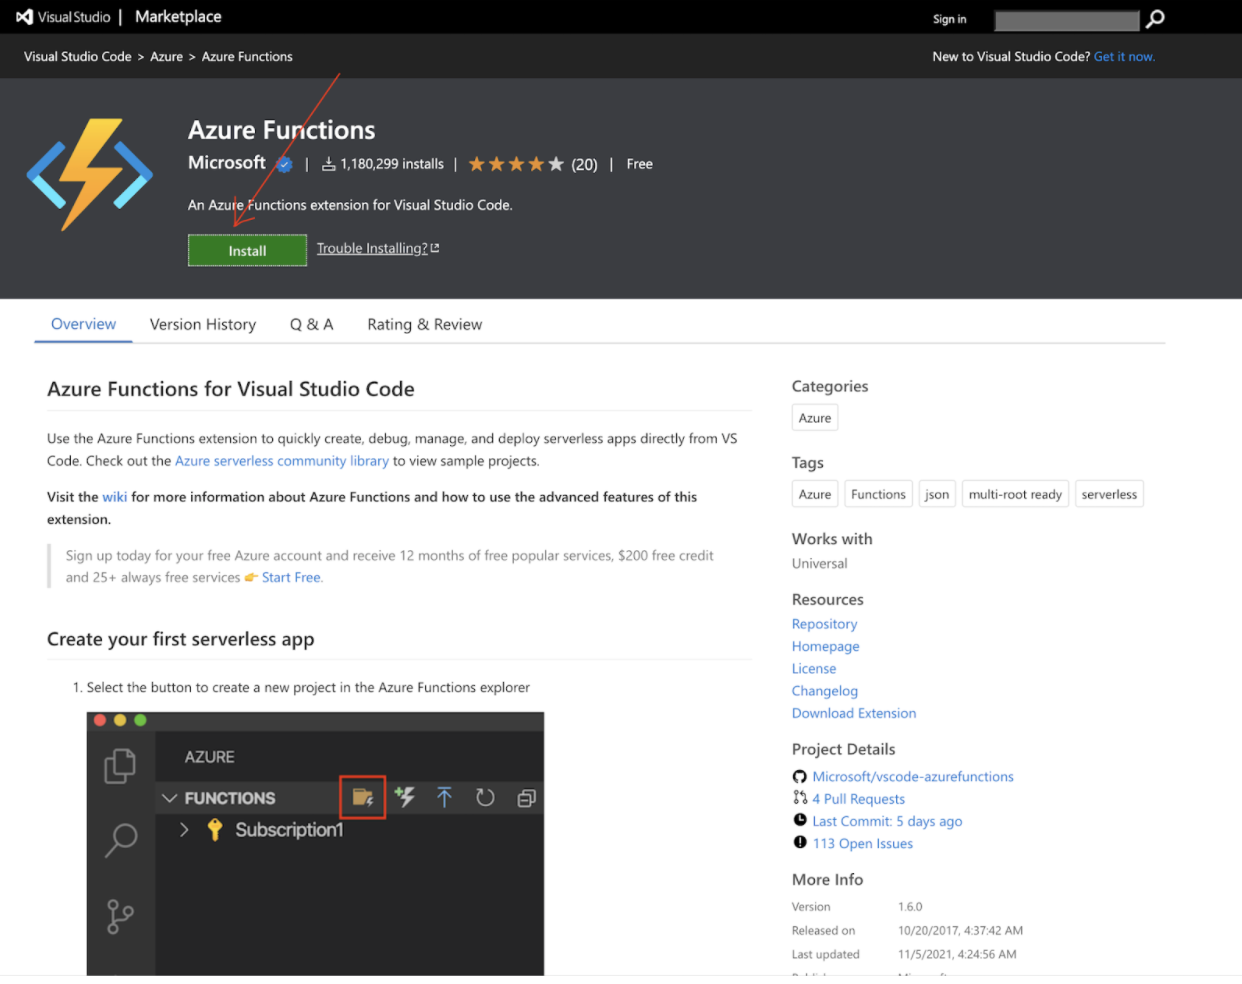 Visual Studio | Marketplace
Sign in
Visual Studio Code > Azure > Azure Functions
New to Visual Studio Code? Get it now.
Azure Functions
Microsoft | 1,180,299 installs | (20) | Free
An Azure Functions extension for Visual Studio Code.
Install Trouble Installing?
Overview Version History Q & A Rating & Review
Azure Functions for Visual Studio Code
Use the Azure Functions extension to quickly create, debug, manage, and deploy serverless apps directly from VS
Code. Check out the Azure serverless community library to view sample projects.
Visit the wiki for more information about Azure Functions and how to use the advanced features of this
extension.
Sign up today for your free Azure account and receive 12 months of free popular services, $200 free credit
and 25+ always free services 👉 Start Free.
Create your first serverless app
1. Select the button to create a new project in the Azure Functions explorer
AZURE
FUNCTIONS
Subscription1
Categories
Azure
Tags
Azure Functions json multi-root ready serverless
Works with
Universal
Resources
Repository
Homepage
License
Changelog
Download Extension
Project Details
Microsoft/vscode-azurefunctions
4 Pull Requests
Last Commit: 5 days ago
113 Open Issues
More Info
Version 1.6.0
Released on 10/20/2017, 4:37:42 AM
Last updated 11/5/2021, 4:24:56 AM